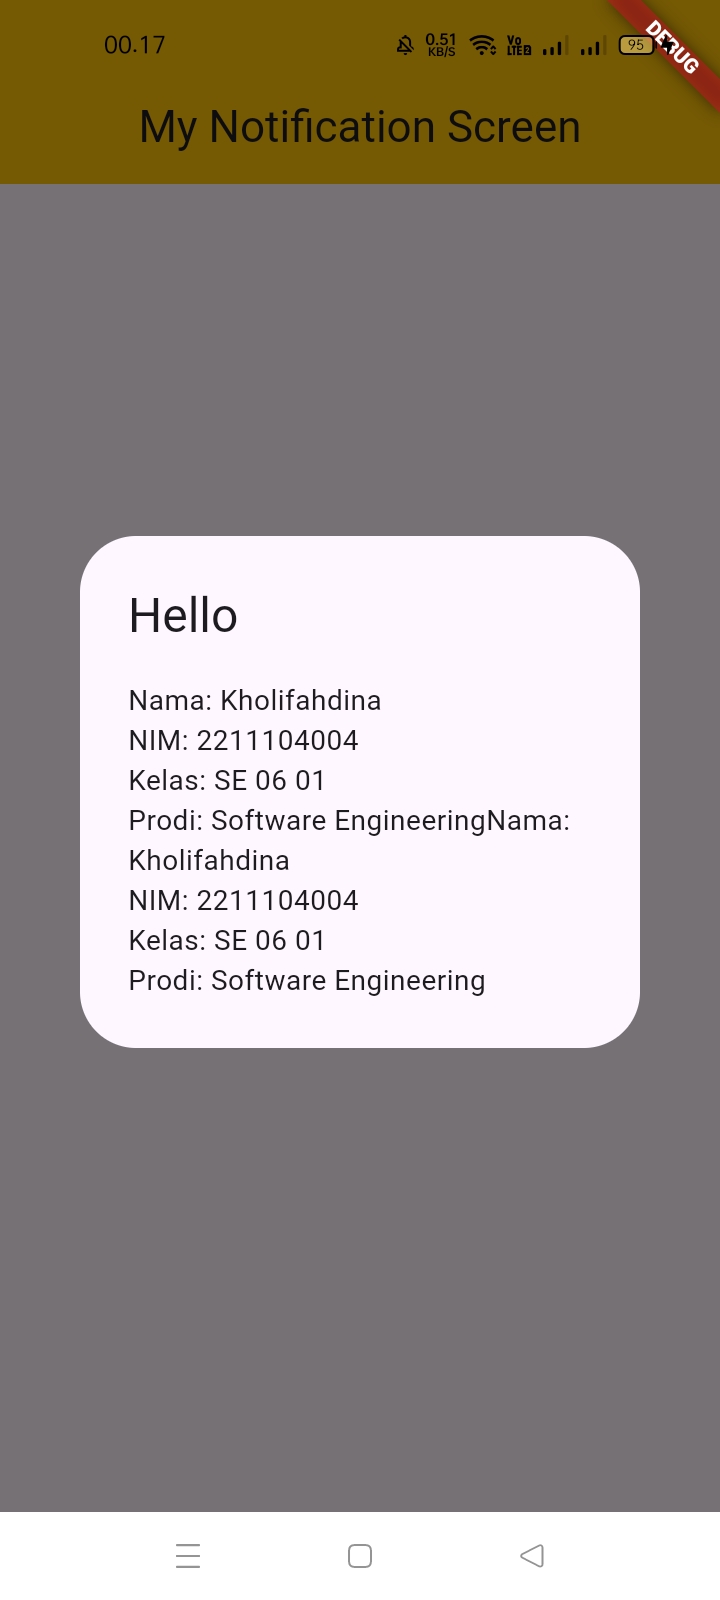 00.17
0.51
KB/S
Vo
LTE2
95
DEBUG
My Notification Screen
Hello
Nama: Kholifahdina
NIM: 2211104004
Kelas: SE 06 01
Prodi: Software EngineeringNama:
Kholifahdina
NIM: 2211104004
Kelas: SE 06 01
Prodi: Software Engineering